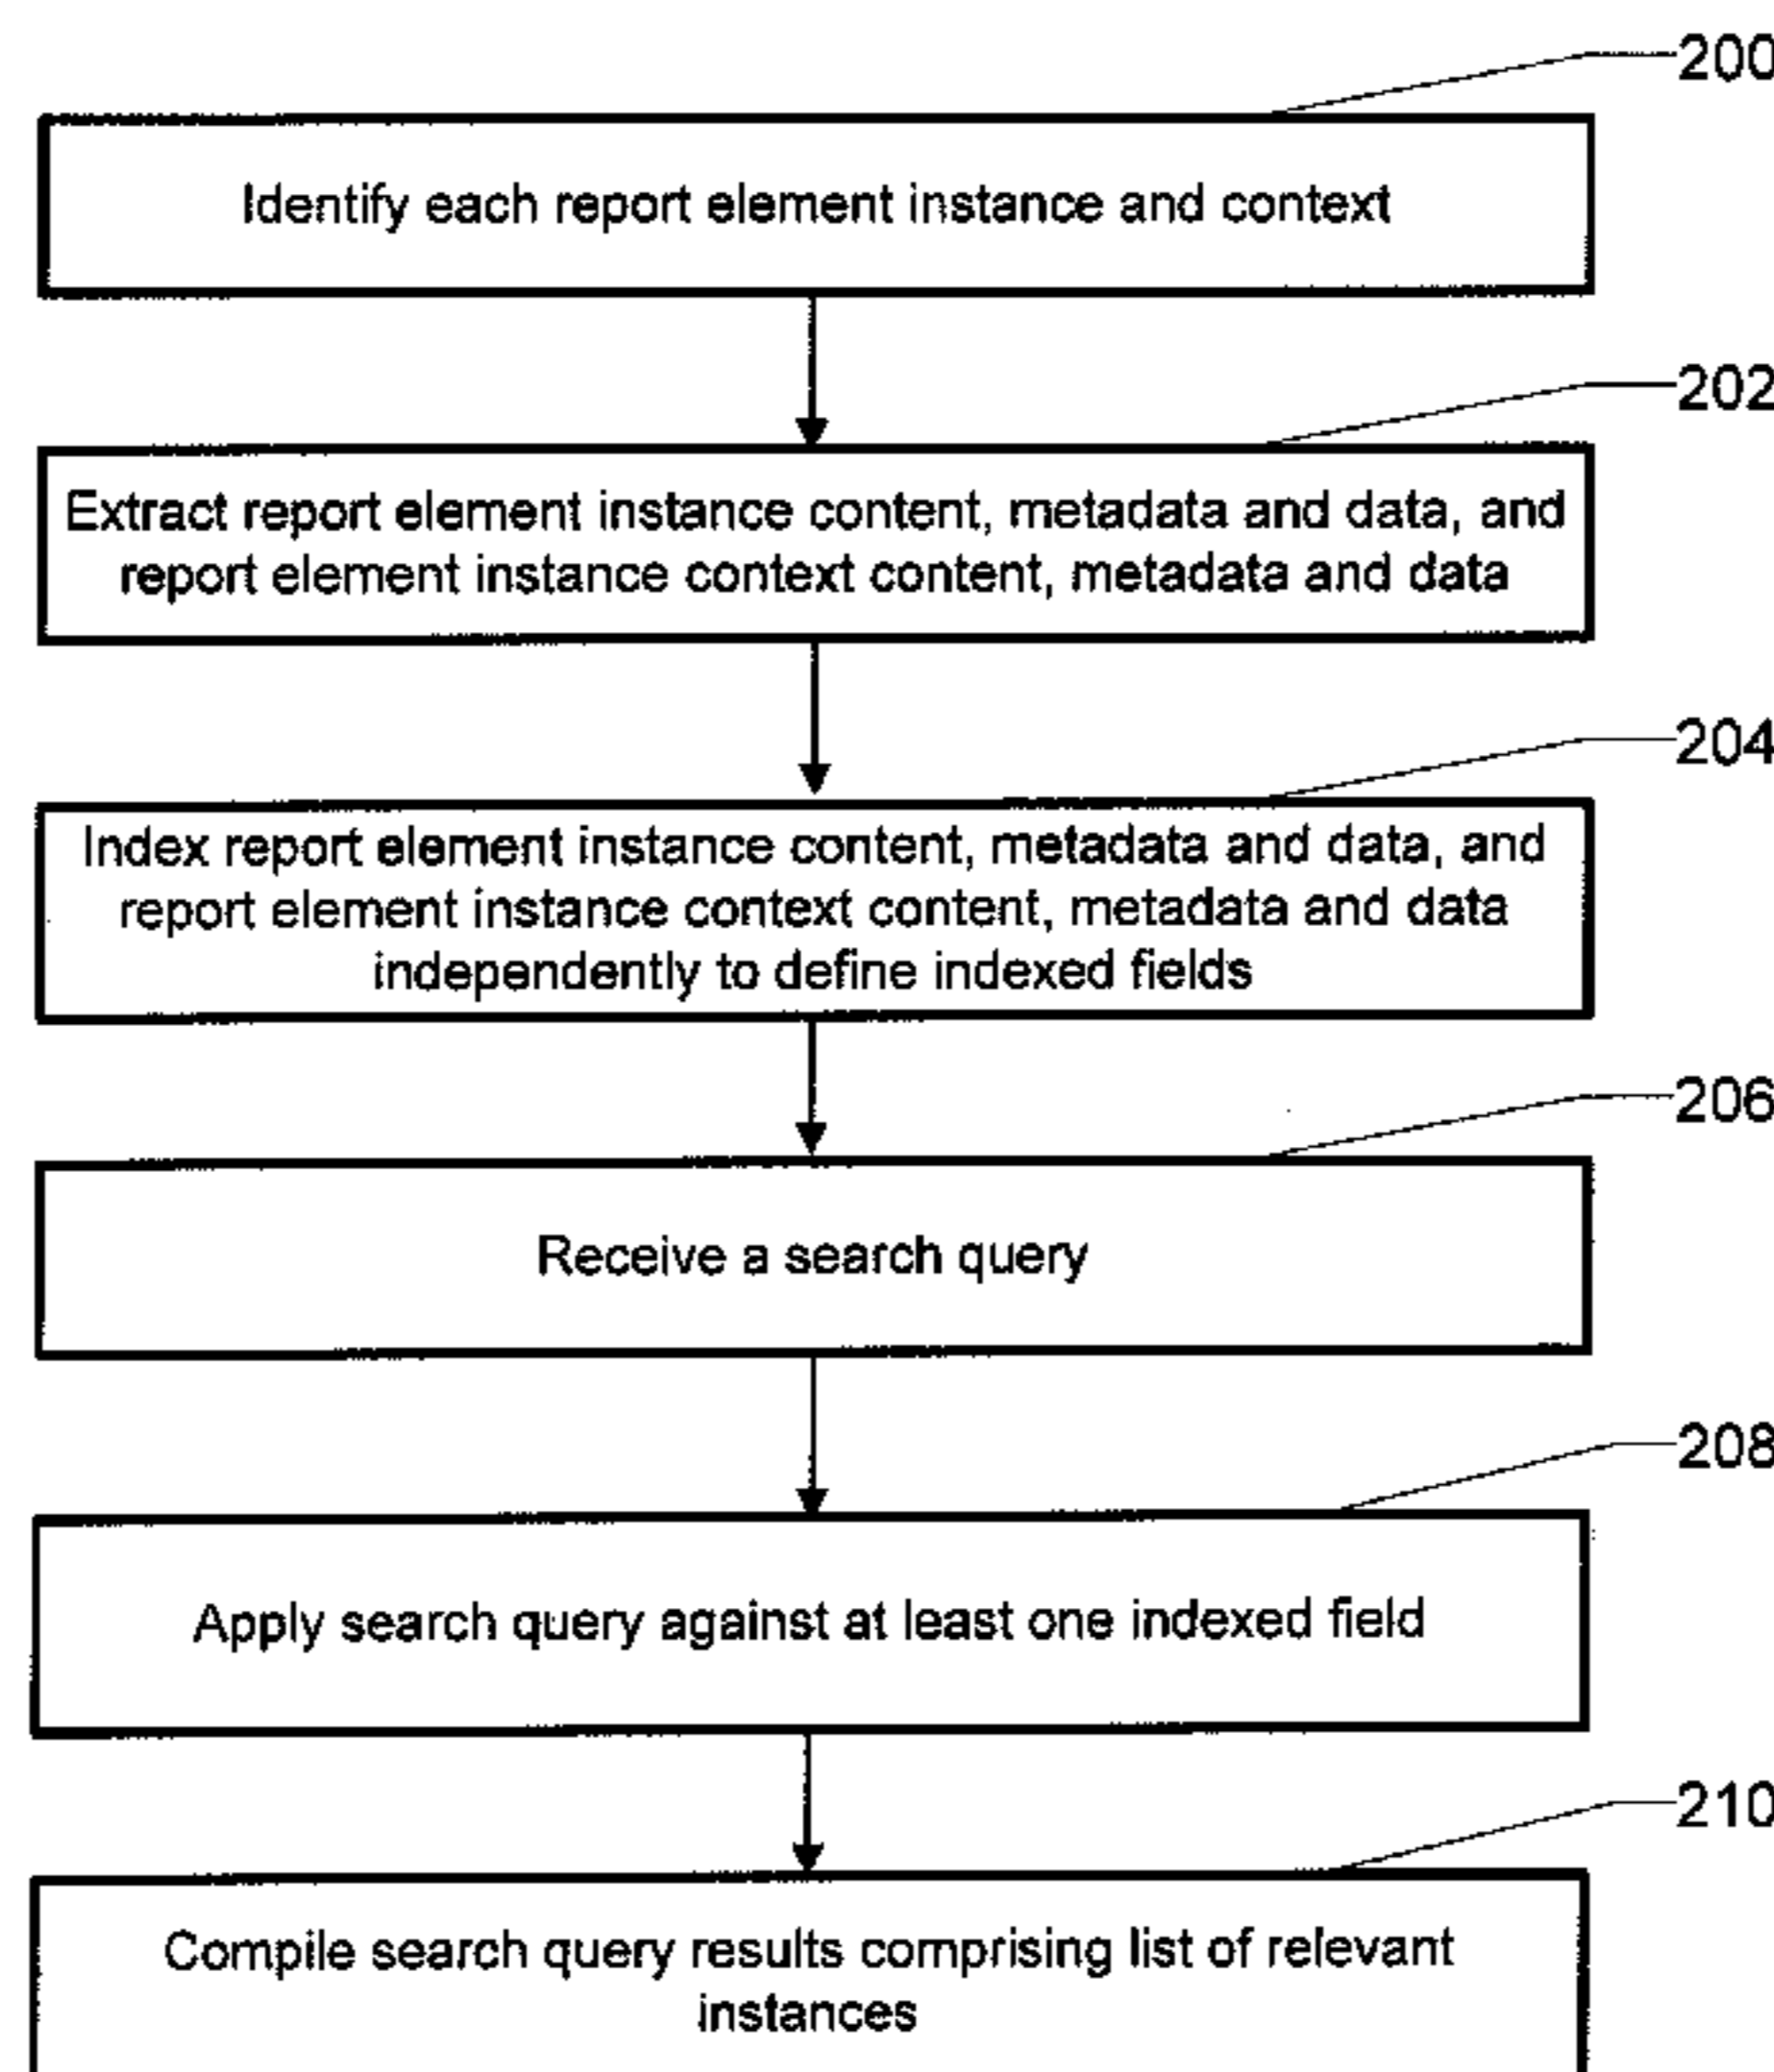 200
Identify each report element instance and context
202
Extract report element instance content, metadata and data, and
report element instance context content, metadata and data
204
Index report element instance content, metadata and data, and
report element instance context content, metadata and data
independently to define indexed fields
206
Receive a search query
208
Apply search query against at least one indexed field
210
Compile search query results comprising list of relevant
instances